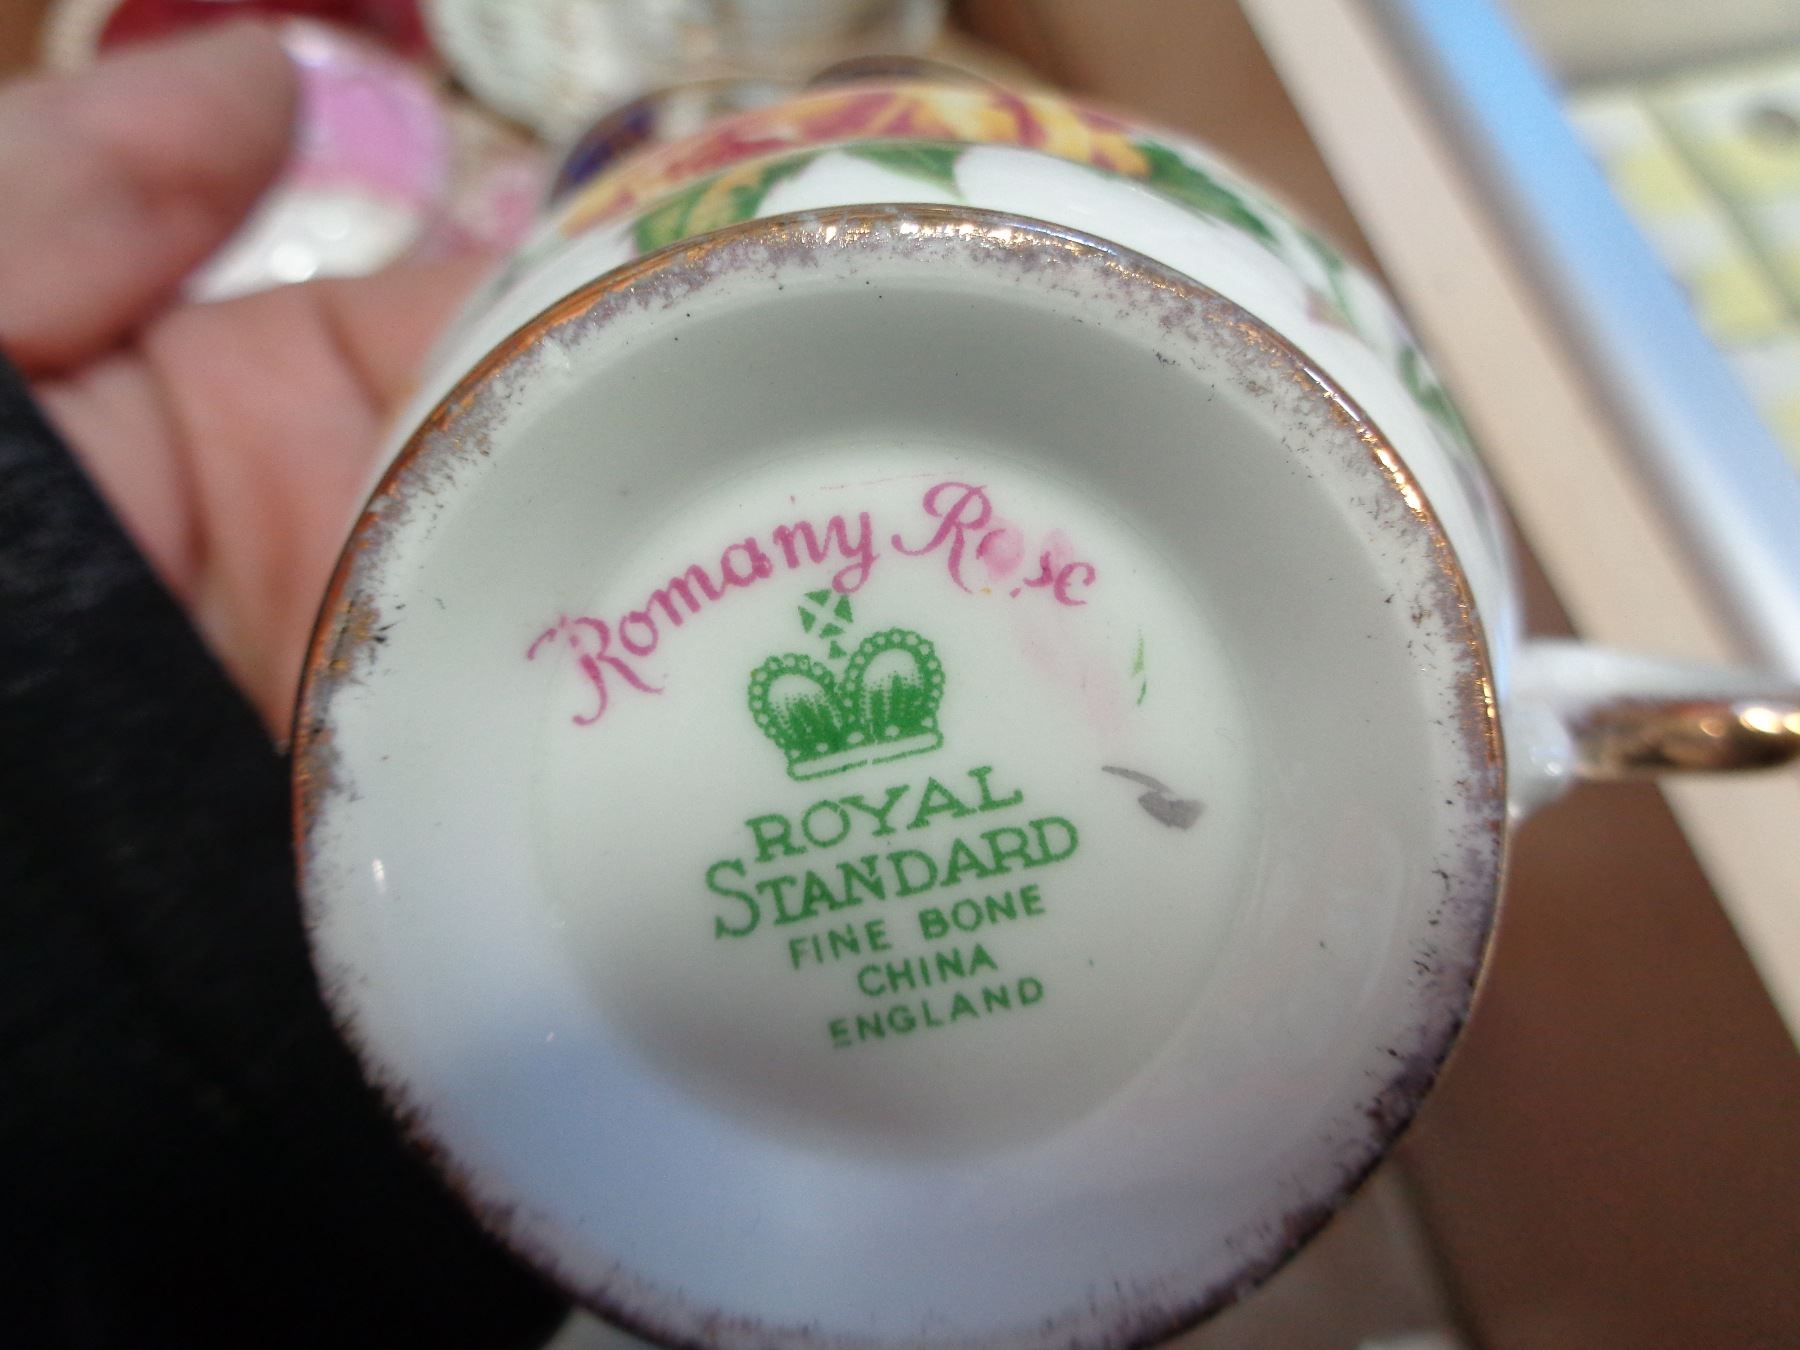 Romany Rose
ROYAL
STANDARD
FINE BONE
CHINA
ENGLAND